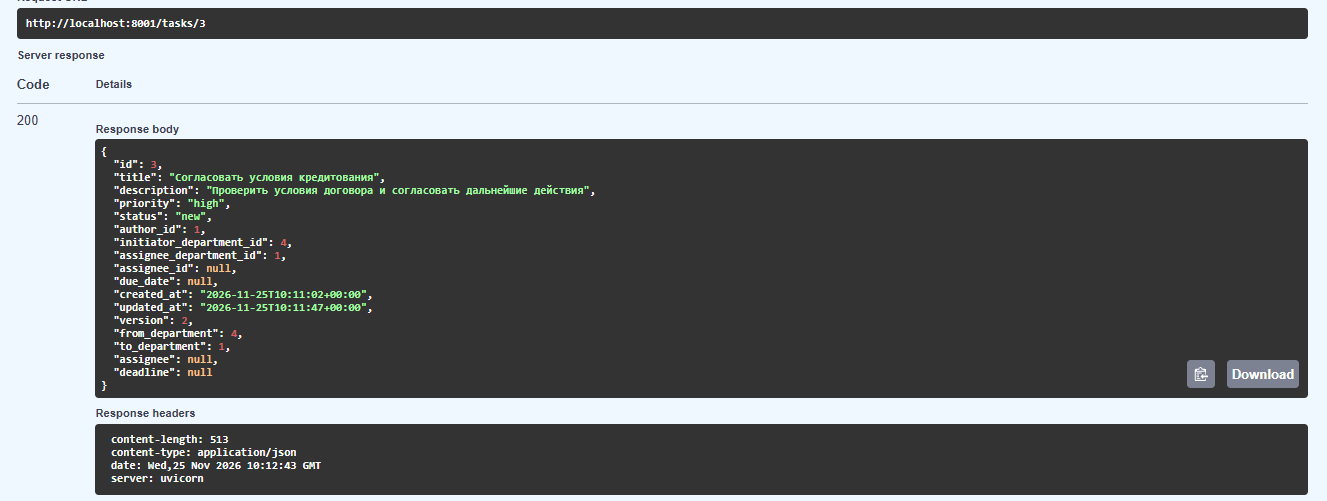 http://localhost:8001/tasks/3
Server response
Code Details
200
Response body
{
"id": 3,
"title": "Согласовать условия кредитования",
"description": "Проверить условия договора и согласовать дальнейшие действия",
"priority": "high",
"status": "new",
"author_id": 1,
"initiator_department_id": 4,
"assignee_department_id": 1,
"assignee_id": null,
"due_date": null,
"created_at": "2026-11-25T10:11:02+00:00",
"updated_at": "2026-11-25T10:11:47+00:00",
"version": 2,
"from_department": 4,
"to_department": 1,
"assignee": null,
"deadline": null
}
Download
Response headers
content-length: 513
content-type: application/json
date: Wed,25 Nov 2026 10:12:43 GMT
server: uvicorn